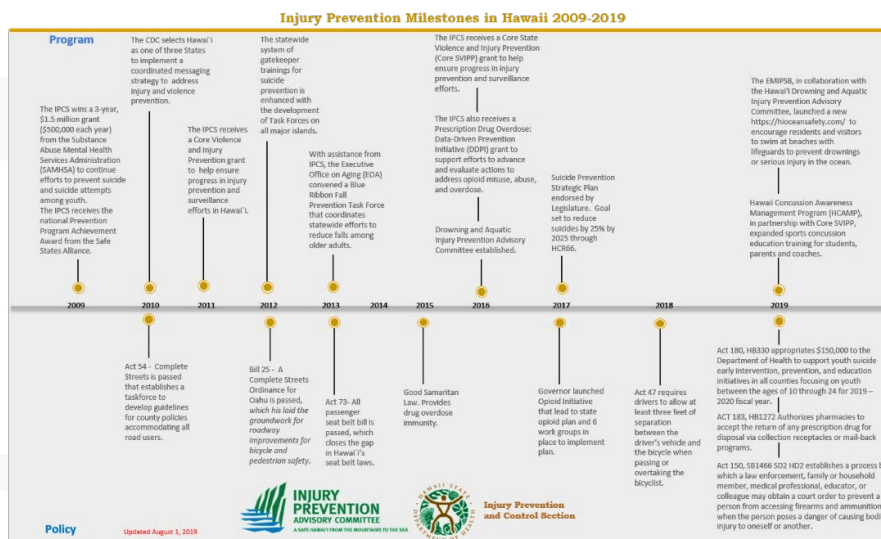 Injury Prevention Milestones in Hawaii 2009-2019
Program
The IPCS wins a 3-year,
$1.5 million grant
($500,000 each year)
from the Substance
Abuse Mental Health
Services Administration
(SAMHSA) to continue
efforts to prevent suicide
and suicide attempts
among youth.
The IPCS receives the
national Prevention
Program Achievement
Award from the Safe
States Alliance.
The CDC selects Hawai`i
as one of three States
to implement a
coordinated messaging
strategy to address
injury and violence
prevention.
The IPCS receives
a Core Violence
and Injury
Prevention grant
to help ensure
progress in injury
prevention and
surveillance
efforts in Hawai`i.
The statewide
system of
gatekeeper
trainings for
suicide
prevention is
enhanced with
the development
of Task Forces on
all major islands.
With assistance from
IPCS, the Executive
Office on Aging (EOA)
convened a Blue
Ribbon Fall
Prevention Task Force
that coordinates
statewide efforts to
reduce falls among
older adults.
The IPCS receives a Core State
Violence and Injury Prevention
(Core SVIPP) grant to help
ensure progress in injury
prevention and surveillance
efforts.
The IPCS also receives a
Prescription Drug Overdose:
Data-Driven Prevention
Initiative (DDPI) grant to
support efforts to advance
and evaluate actions to
address opioid misuse, abuse,
and overdose.
Drowning and Aquatic
Injury Prevention Advisory
Committee established.
Suicide Prevention
Strategic Plan
endorsed by
Legislature. Goal
set to reduce
suicides by 25% by
2025 through
HCR66.
The EMIPSB, in collaboration with
the Hawai'i Drowning and Aquatic
Injury Prevention Advisory
Committee, launched a new
https://hioceansafety.com/ to
encourage residents and visitors
to swim at beaches with
lifeguards to prevent drownings
or serious injury in the ocean.
Hawaii Concussion Awareness
Management Program (HCAMP),
in partnership with Core SVIPP,
expanded sports concussion
education training for students,
parents and coaches.
2009 2010 2011 2012 2013 2014 2015 2016 2017 2018 2019
Act 54 - Complete
Streets is passed
that establishes a
taskforce to
develop guidelines
for county policies
accommodating all
road users.
Bill 25 - A
Complete Streets
Ordinance for
Oahu is passed,
which his laid the
groundwork for
roadway
improvements for
bicycle and
pedestrian safety.
Act 73- All
passenger
seat belt bill is
passed, which
closes the gap
in Hawai`i's
seat belt laws.
Good Samaritan
Law. Provides
drug overdose
immunity.
Governor launched
Opioid Initiative
that lead to state
opioid plan and 6
work groups in
place to implement
plan.
Act 47 requires
drivers to allow at
least three feet of
separation
between the
driver's vehicle and
the bicycle when
passing or
overtaking the
bicyclist.
Act 180, HB330 appropriates $150,000 to the
Department of Health to support youth suicide
early intervention, prevention, and education
initiatives in all counties focusing on youth
between the ages of 10 through 24 for 2019 –
2020 fiscal year.
ACT 183, HB1272 Authorizes pharmacies to
accept the return of any prescription drug for
disposal via collection receptacles or mail-back
programs.
Act 150, SB1466 SD2 HD2 establishes a process b
which a law enforcement, family or household
member, medical professional, educator, or
colleague may obtain a court order to prevent a
person from accessing firearms and ammunition
when the person poses a danger of causing bodi
injury to oneself or another.
INJURY
PREVENTION
ADVISORY COMMITTEE
A SAFE HAWAI'I FROM THE MOUNTAINS TO THE SEA
HAWAII STATE
DEPARTMENT OF HEALTH
Injury Prevention
and Control Section
Policy
Updated August 1, 2019